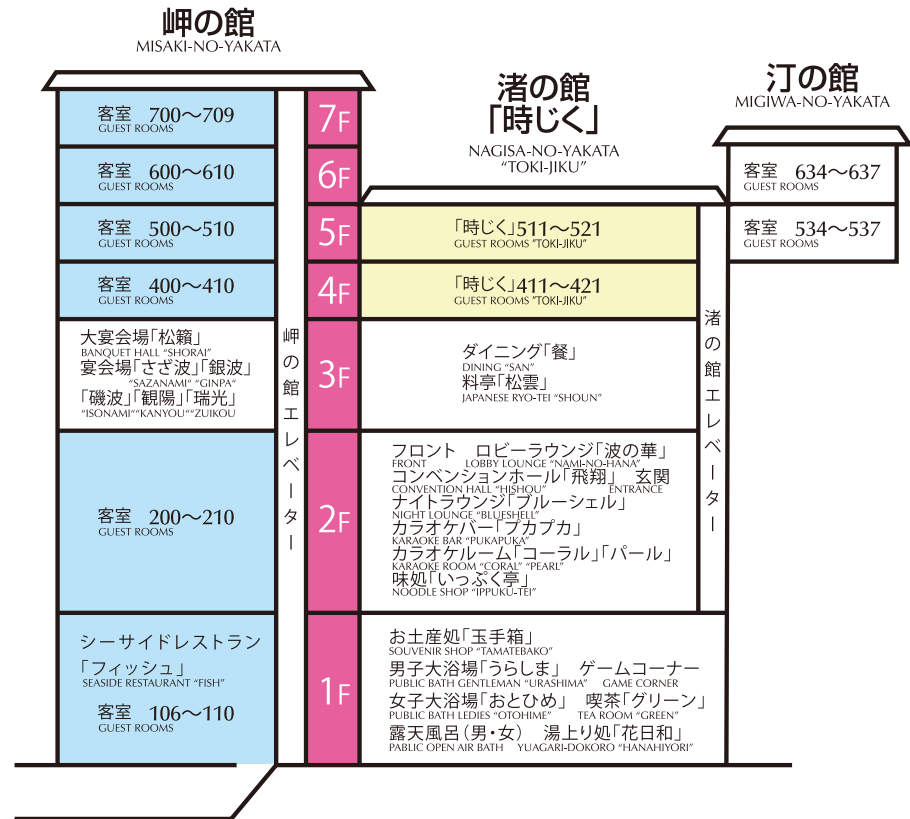 岬の館
MISAKI-NO-YAKATA
渚の館
「時じく」
NAGISA-NO-YAKATA
"TOKI-JIKU"
汀の館
MIGIWA-NO-YAKATA
客室 700〜709
GUEST ROOMS
7F
客室 600〜610
GUEST ROOMS
6F
客室 634〜637
GUEST ROOMS
客室 500〜510
GUEST ROOMS
5F
「時じく」511〜521
GUEST ROOMS "TOKI-JIKU"
客室 534〜537
GUEST ROOMS
客室 400〜410
GUEST ROOMS
4F
「時じく」411〜421
GUEST ROOMS "TOKI-JIKU"
大宴会場「松籟」
BANQUET HALL "SHORAI"
宴会場「さざ波」「銀波」
"SAZANAMI" "GINPA"
「磯波」「観陽」「瑞光」
"ISONAMI""KANYOU""ZUIKOU
岬の館エレベーター
3F
ダイニング「餐」
DINING "SAN"
料亭「松雲」
JAPANESE RYO-TEI "SHOUN"
渚の館エレベーター
客室 200〜210
GUEST ROOMS
2F
フロント ロビーラウンジ「波の華」
FRONT LOBBY LOUNGE "NAMI-NO-HANA"
コンベンションホール「飛翔」 玄関
CONVENTION HALL "HISHOU" ENTRANCE
ナイトラウンジ「ブルーシェル」
NIGHT LOUNGE "BLUESHELL"
カラオケバー「プカプカ」
KARAOKE BAR "PUKAPUKA"
カラオケルーム「コーラル」「パール」
KARAOKE ROOM "CORAL" "PEARL"
味処「いっぷく亭」
NOODLE SHOP "IPPUKU-TEI"
シーサイドレストラン
「フィッシュ」
SEASIDE RESTAURANT "FISH"
客室 106〜110
GUEST ROOMS
1F
お土産処「玉手箱」
SOUVENIR SHOP "TAMATEBAKO"
男子大浴場「うらしま」 ゲームコーナー
PUBLIC BATH GENTLEMAN "URASHIMA" GAME CORNER
女子大浴場「おとひめ」 喫茶「グリーン」
PUBLIC BATH LEDIES "OTOHIME" TEA ROOM "GREEN"
露天風呂(男・女) 湯上り処「花日和」
PABLIC OPEN AIR BATH YUAGARI-DOKORO "HANAHIYORI"